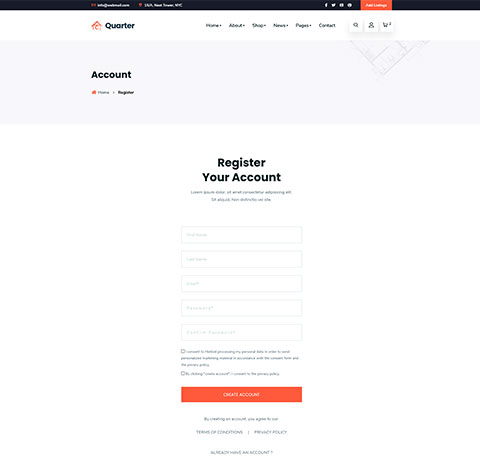 info@webmail.com
15/A, Nest Tower, NYC
Add Listings
Quarter
Home
About
Shop
News
Pages
Contact
2
Account
Home
Register
Register
Your Account
Lorem ipsum dolor, sit amet consectetur adipisicing elit.
Sit aliquid, Non distinctio vel iste.
First Name
Last Name
Email*
Password*
Confirm Password*
I consent to Herboil processing my personal data in order to send
personalized marketing material in accordance with the consent form and
the privacy policy.
By clicking "create account", I consent to the privacy policy.
CREATE ACCOUNT
By creating an account, you agree to our:
TERMS OF CONDITIONS | PRIVACY POLICY
ALREADY HAVE AN ACCOUNT ?